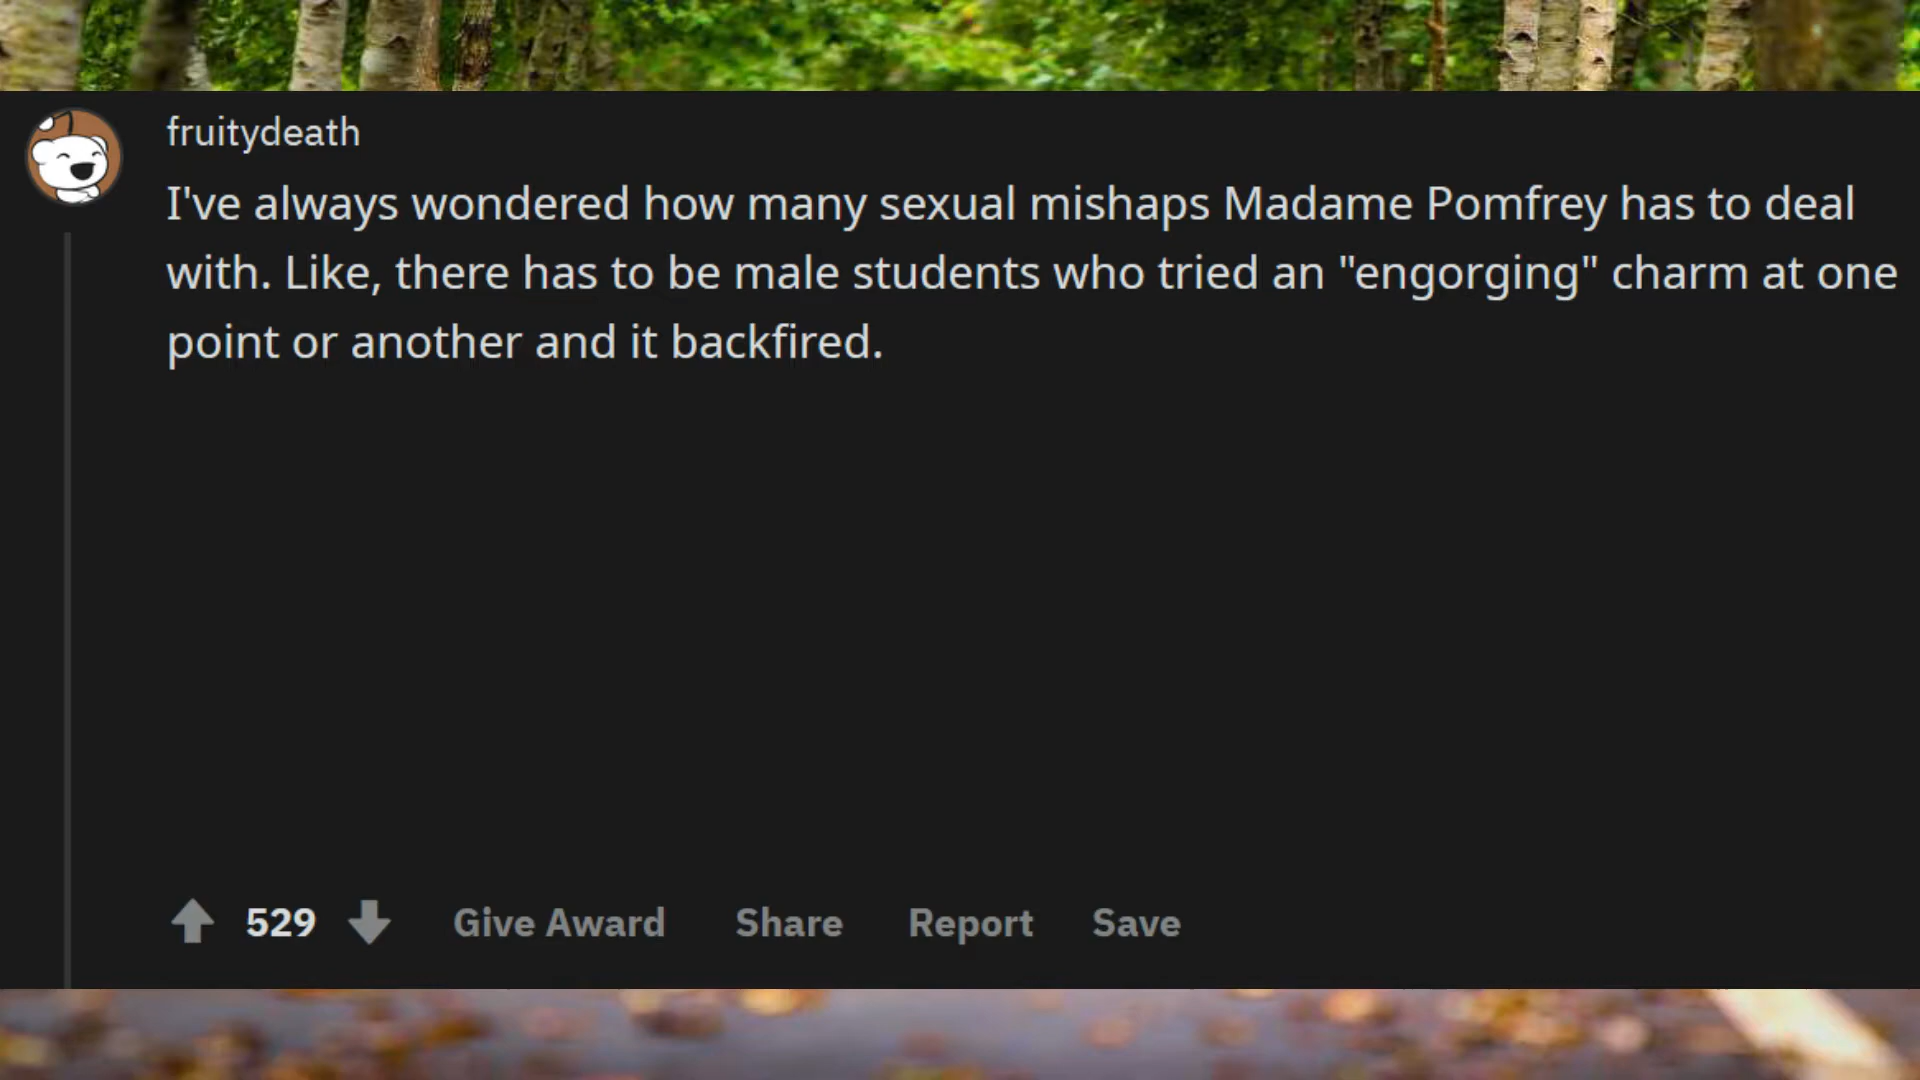 fruitydeath
I've always wondered how many sexual mishaps Madame Pomfrey has to deal
with. Like, there has to be male students who tried an "engorging" charm at one
point or another and it backfired.
529 Give Award Share Report Save